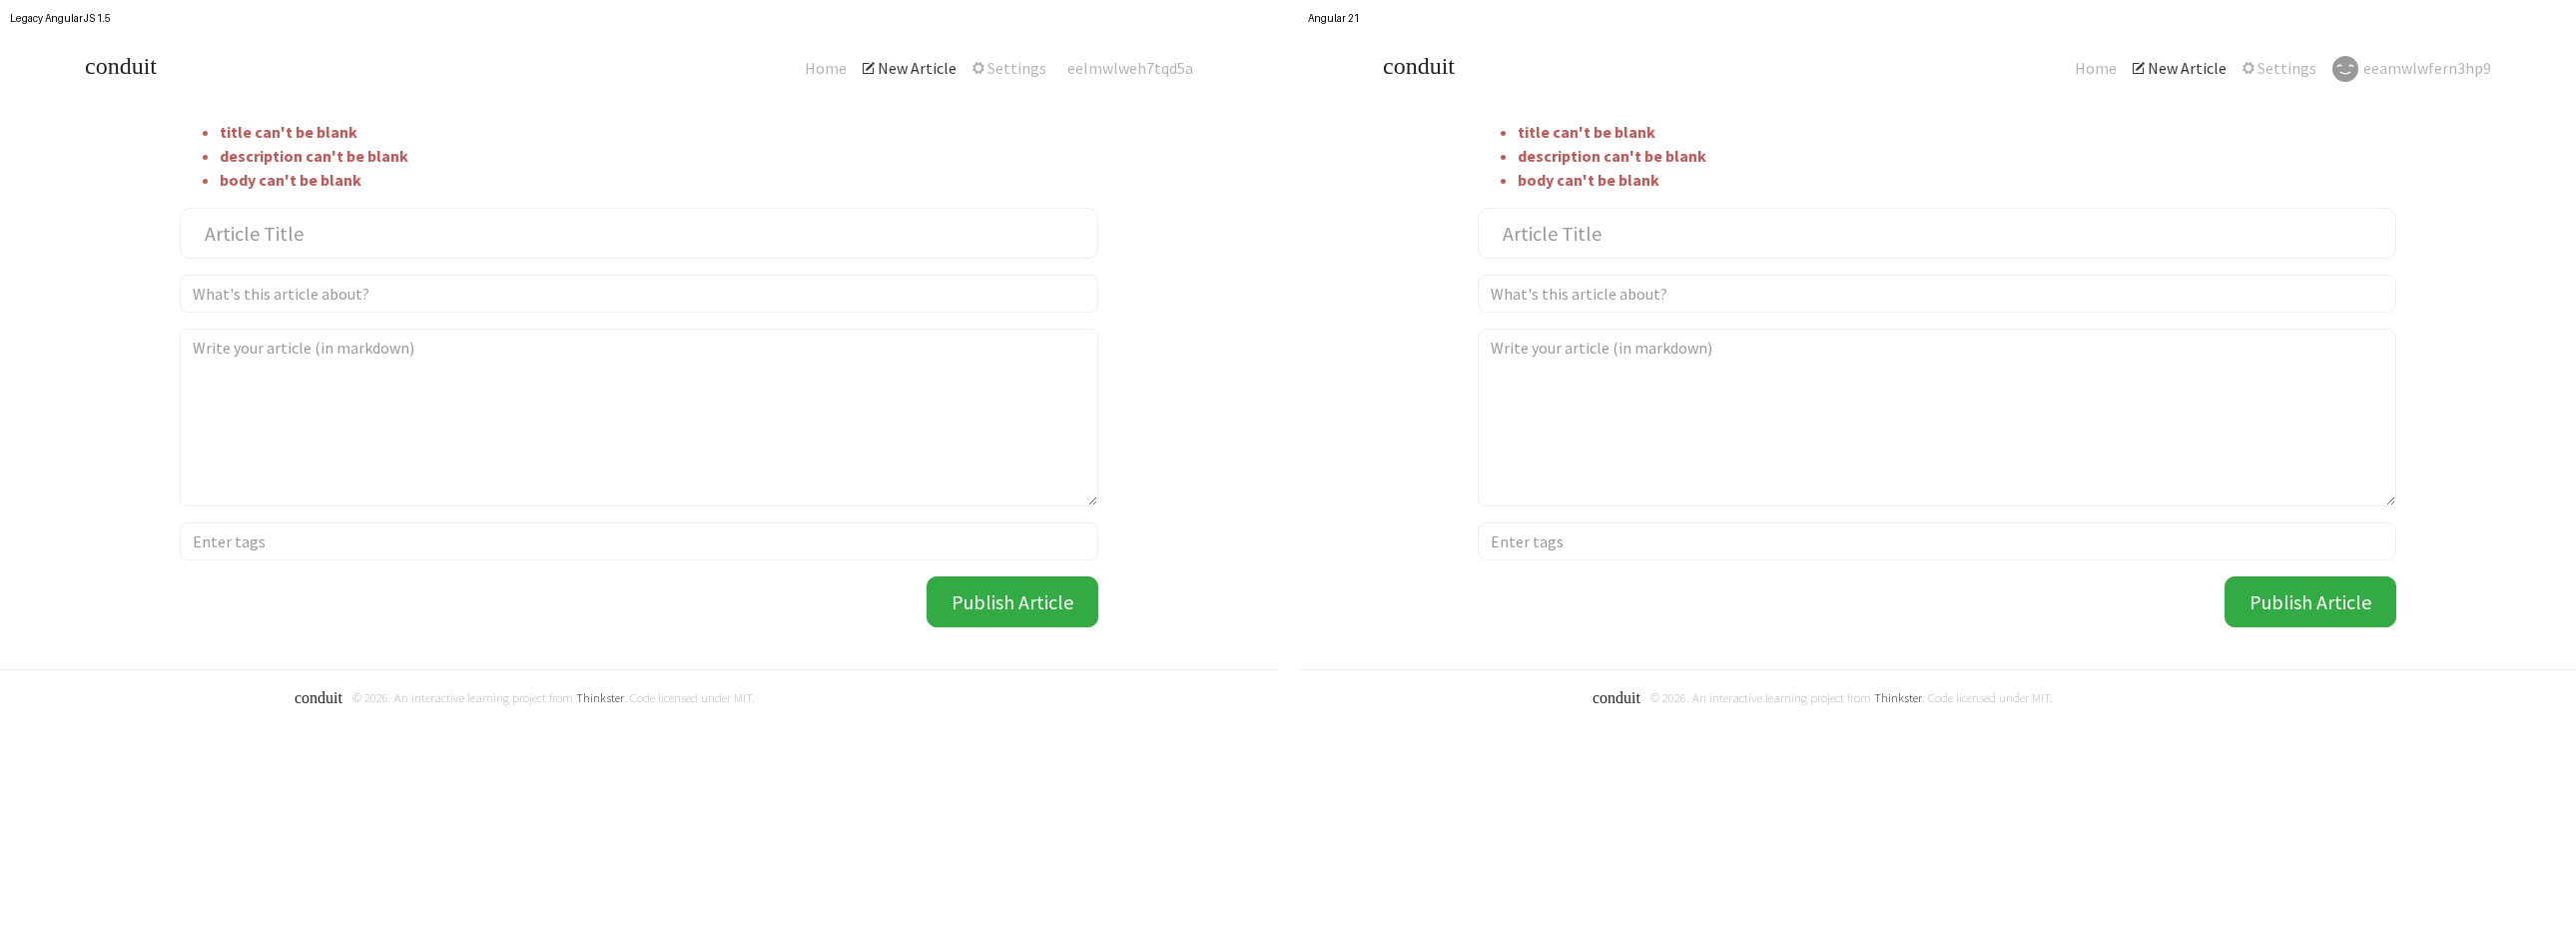 Legacy AngularJS 1.5
conduit
Home New Article Settings eelmwlweh7tqd5a
title can't be blank
description can't be blank
body can't be blank
Article Title
What's this article about?
Write your article (in markdown)
Enter tags
Publish Article
conduit © 2026. An interactive learning project from Thinkster. Code licensed under MIT.
Angular 21
conduit
Home New Article Settings eeamwlwfern3hp9
title can't be blank
description can't be blank
body can't be blank
Article Title
What's this article about?
Write your article (in markdown)
Enter tags
Publish Article
conduit © 2026. An interactive learning project from Thinkster. Code licensed under MIT.